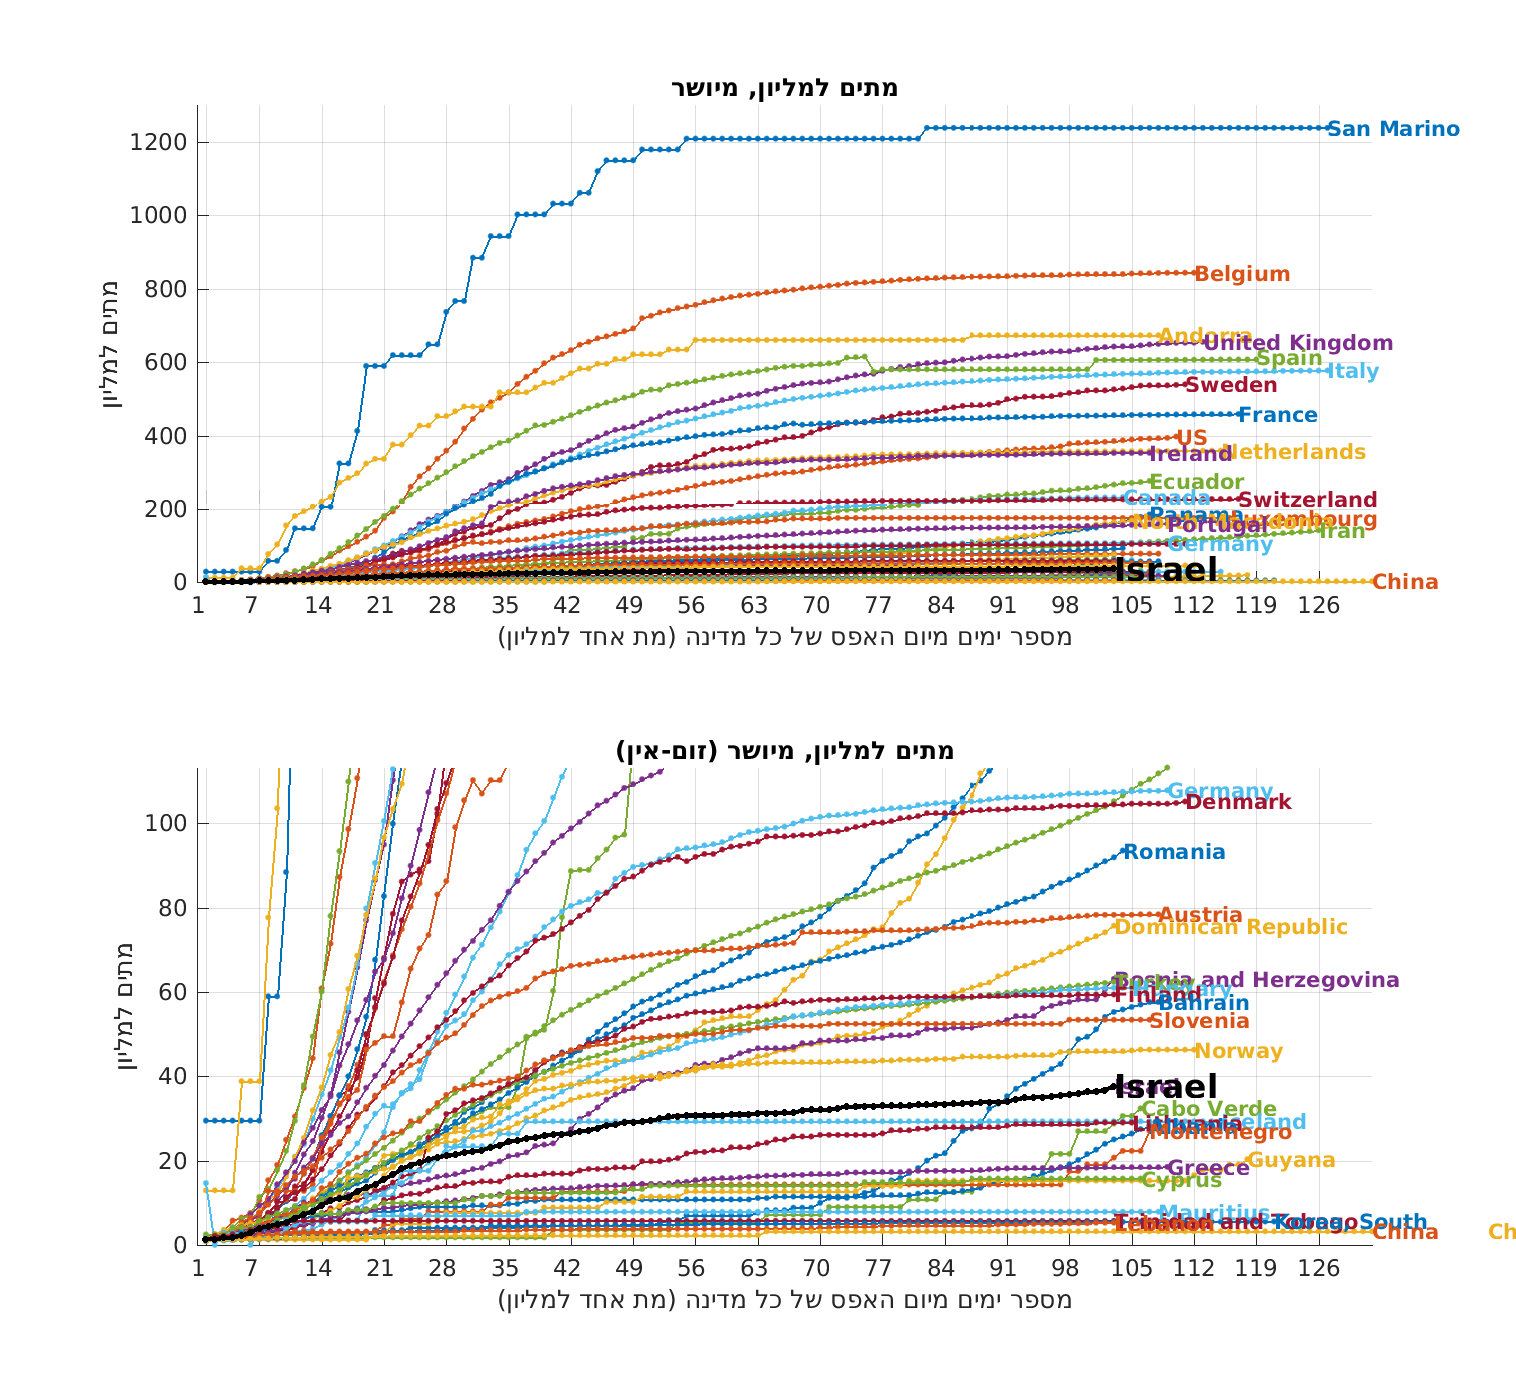 מתים למליון, מיושר
מתים למליון
1200
1000
800
600
400
200
0
San Marino
Belgium
Andorra
United Kingdom
Spain
Italy
Sweden
France
US
Netherlands
Ireland
Ecuador
Canada
Switzerland
Panama
Portugal
Iran
Germany
Israel
China
1 7 14 21 28 35 42 49 56 63 70 77 84 91 98 105 112 119 126
מספר ימים מיום האפס של כל מדינה (מת אחד למליון)
מתים למליון, מיושר (זום-אין)
מתים למליון
100
80
60
40
20
0
Germany
Denmark
Romania
Austria
Dominican Republic
Bosnia and Herzegovina
Finland
Bahrain
Slovenia
Norway
Israel
Cabo Verde
Lithuania
Montenegro
Guyana
Greece
Cyprus
Mauritius
Trinidad and Tobago
Korea, South
China
Ch
1 7 14 21 28 35 42 49 56 63 70 77 84 91 98 105 112 119 126
מספר ימים מיום האפס של כל מדינה (מת אחד למליון)